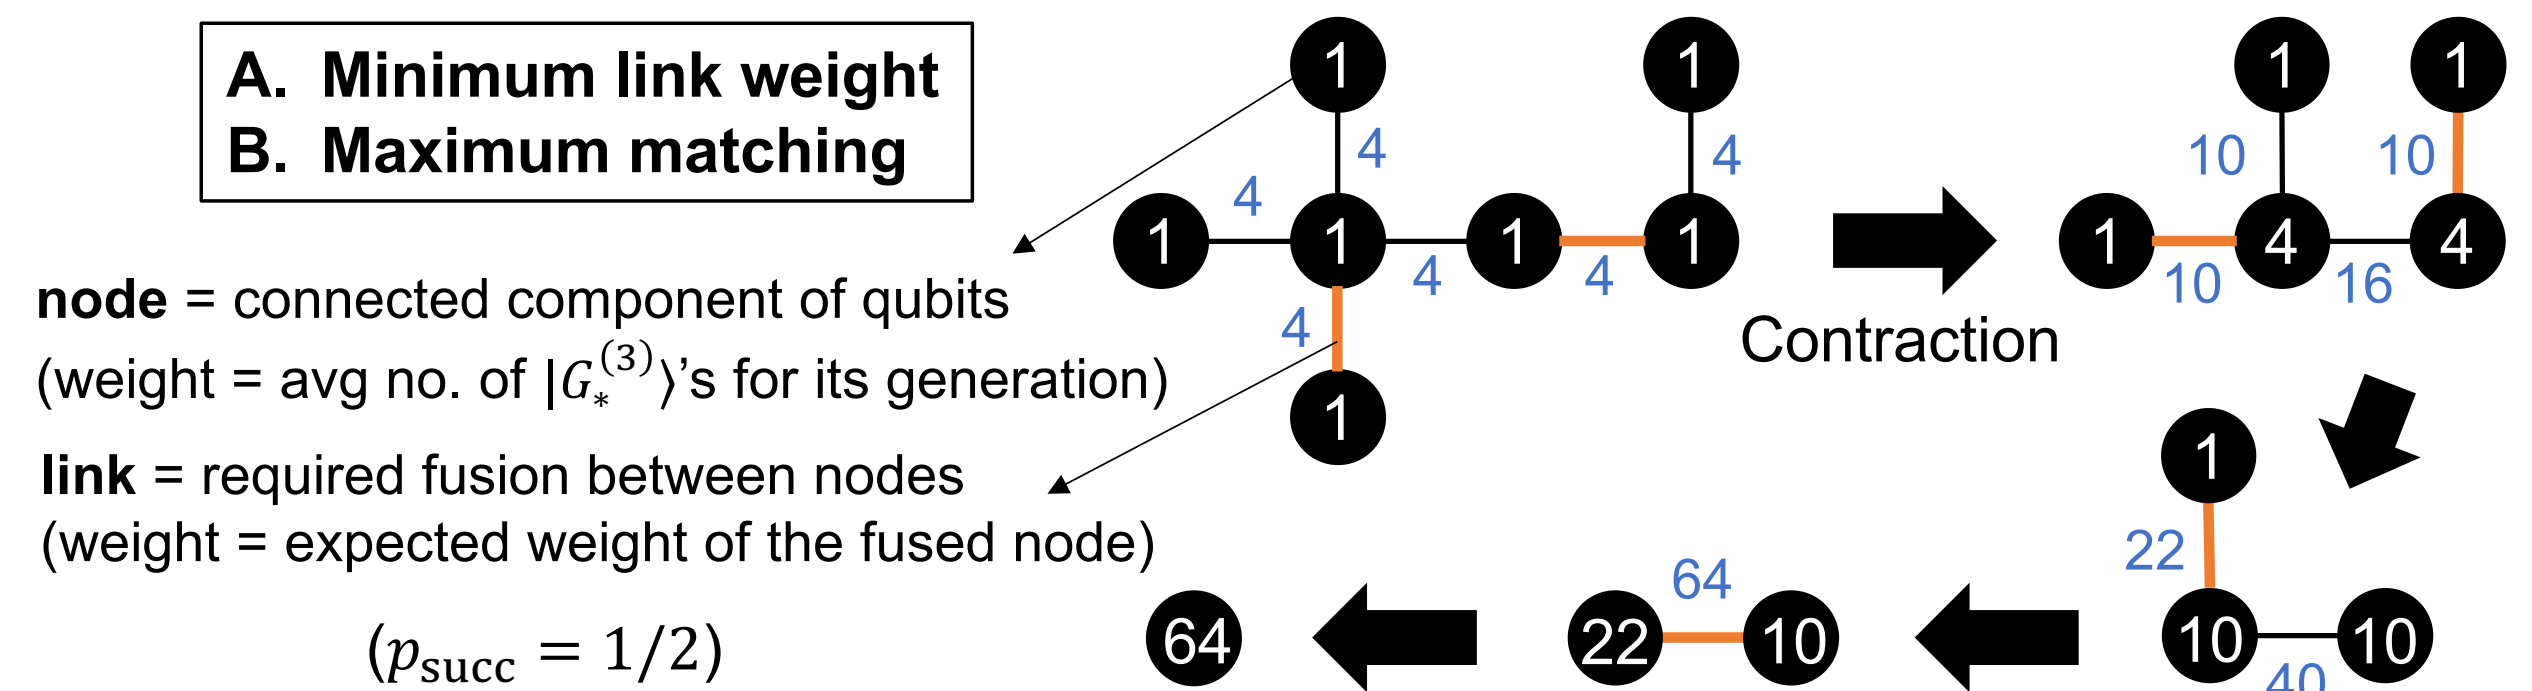 A. Minimum link weight
B. Maximum matching
node = connected component of qubits
(weight = avg no. of |G_*^{(3)}⟩'s for its generation)
link = required fusion between nodes
(weight = expected weight of the fused node)
(p_succ = 1/2)
1 1
4 4
4
1 1 1 1
4 4
4
1
Contraction
1 1
10 10
1 4 4
10 16
1
22
10 10
40
64
22 10
64